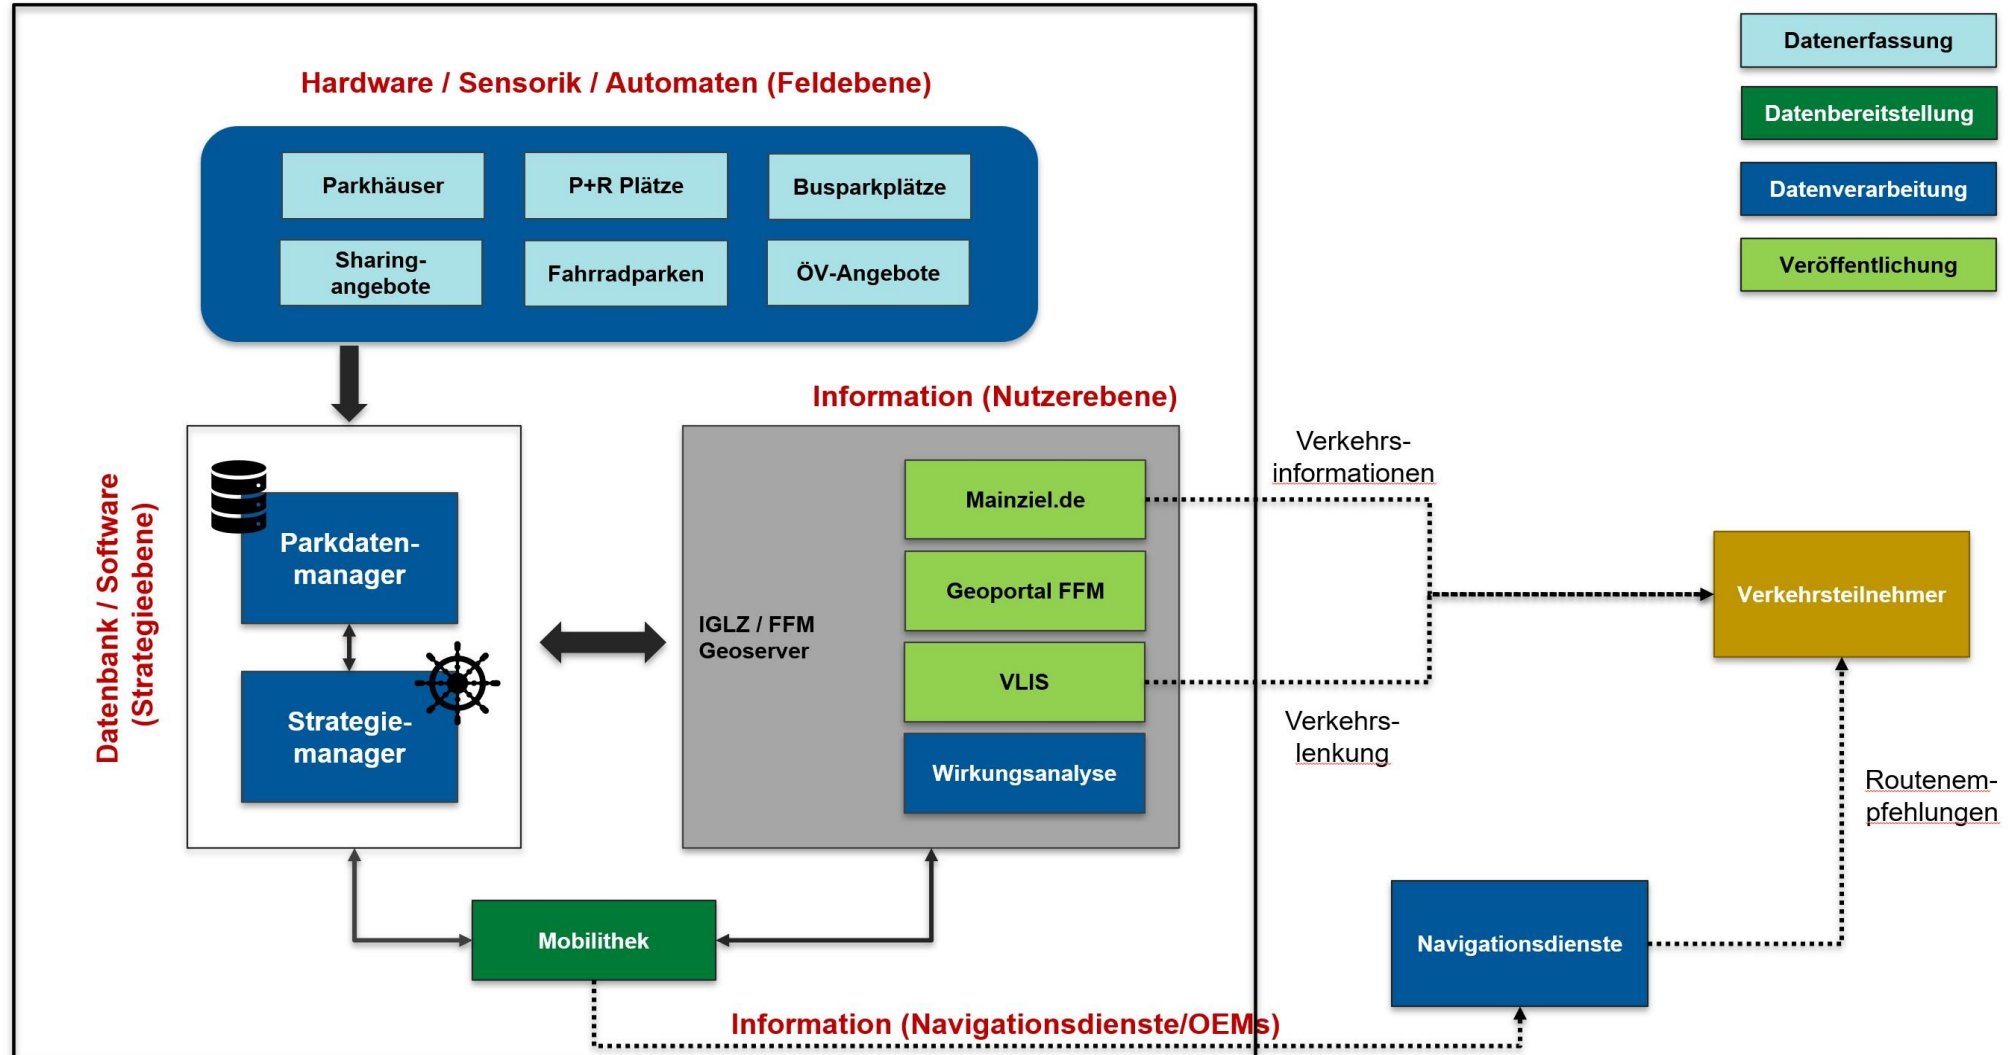 Hardware / Sensorik / Automaten (Feldebene)
Parkhäuser
P+R Plätze
Busparkplätze
Sharing-
angebote
Fahrradparken
ÖV-Angebote
Datenerfassung
Datenbereitstellung
Datenverarbeitung
Veröffentlichung
Datenbank / Software
(Strategieebene)
Parkdaten-
manager
Strategie-
manager
Information (Nutzerebene)
IGLZ / FFM
Geoserver
Mainziel.de
Geoportal FFM
VLIS
Wirkungsanalyse
Verkehrs-
informationen
Verkehrs-
lenkung
Verkehrsteilnehmer
Routenem-
pfehlungen
Navigationsdienste
Mobilithek
Information (Navigationsdienste/OEMs)